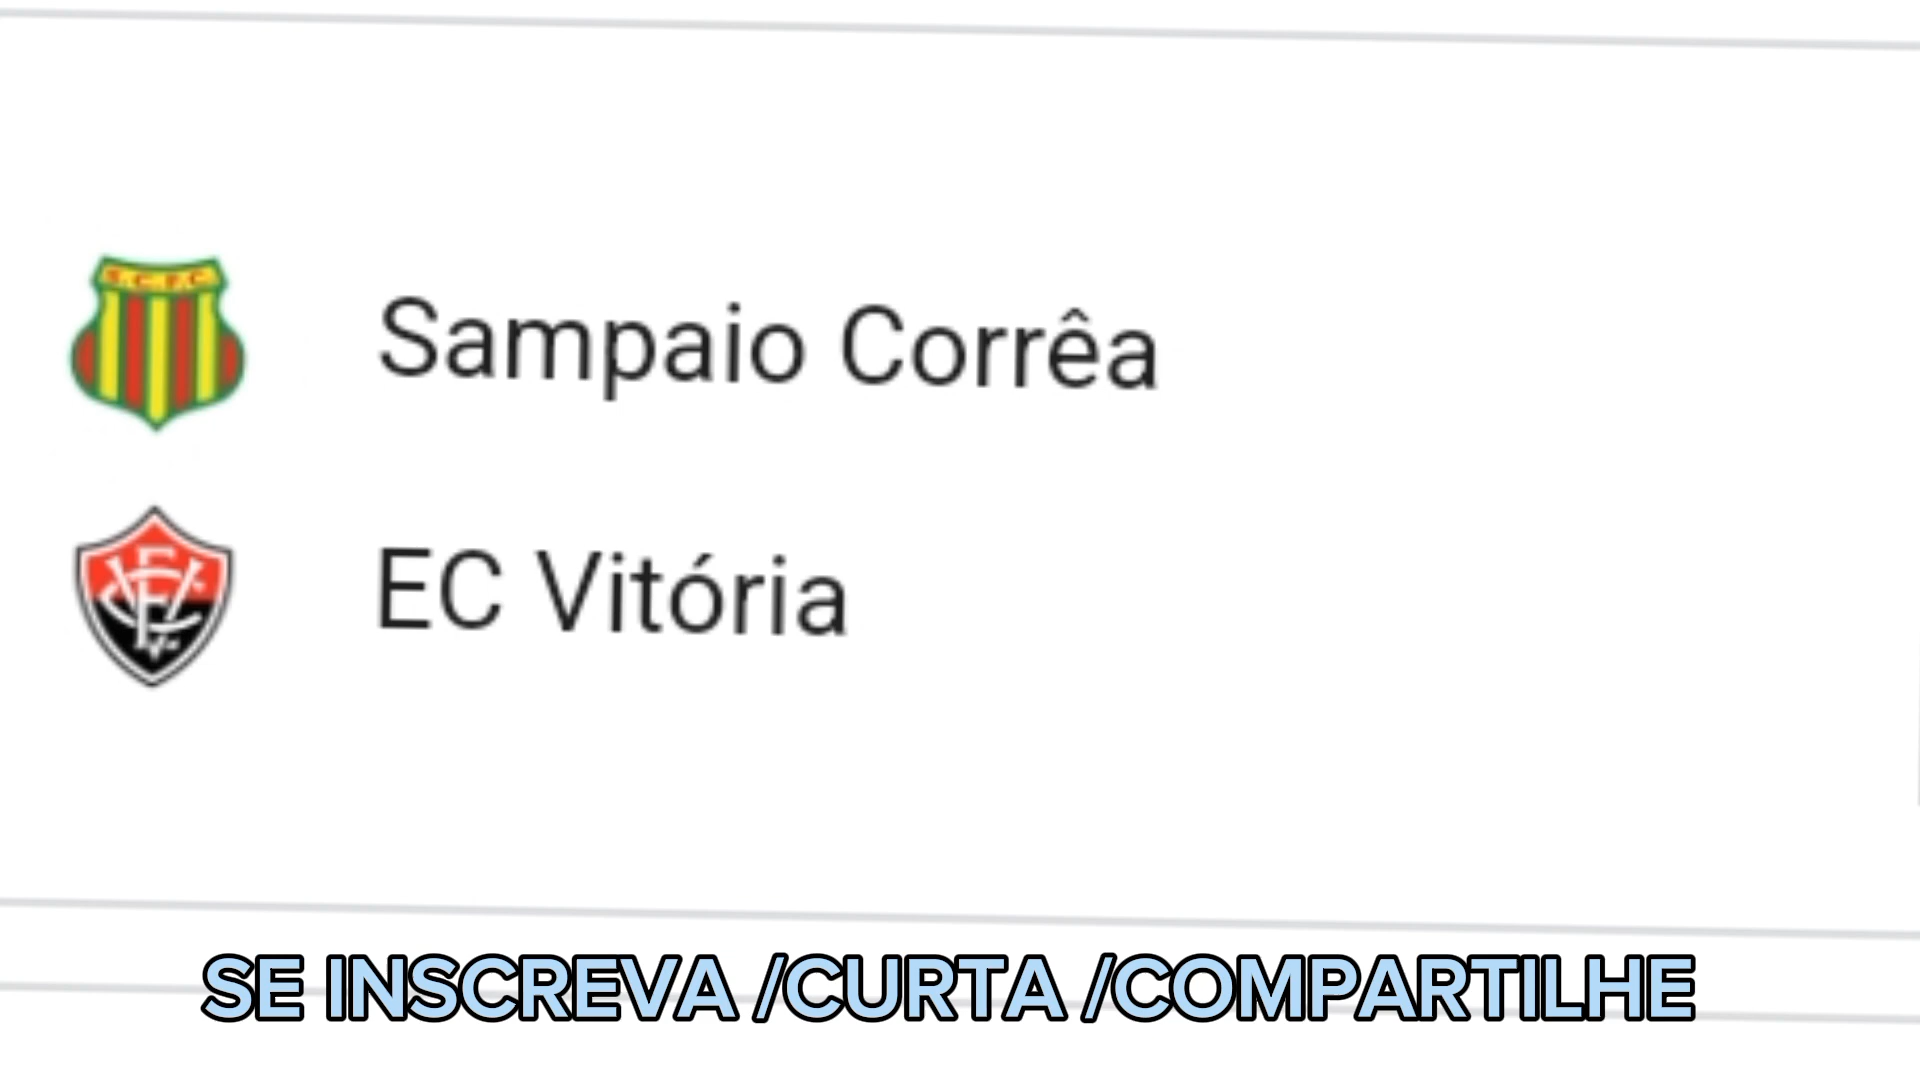 S.C.F.C.
Sampaio Corrêa
EC Vitória
SE INSCREVA /CURTA /COMPARTILHE